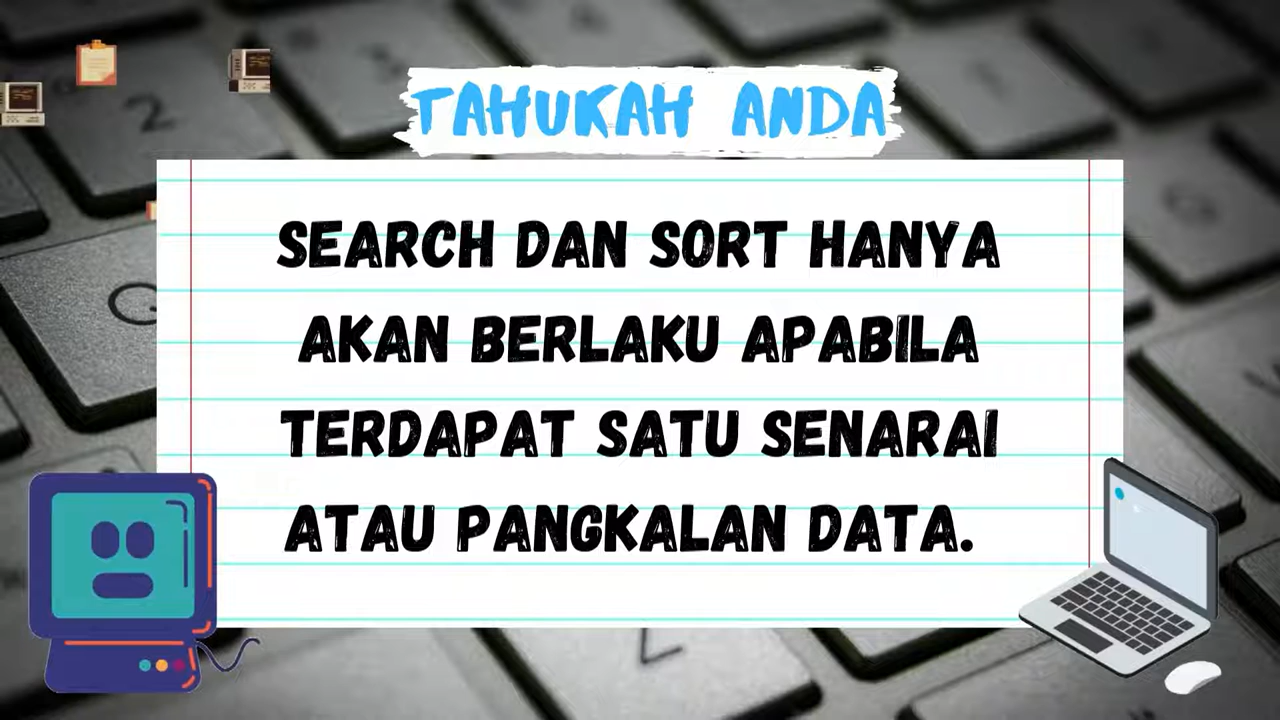 TAHUKAH ANDA
SEARCH DAN SORT HANYA
AKAN BERLAKU APABILA
TERDAPAT SATU SENARAI
ATAU PANGKALAN DATA.